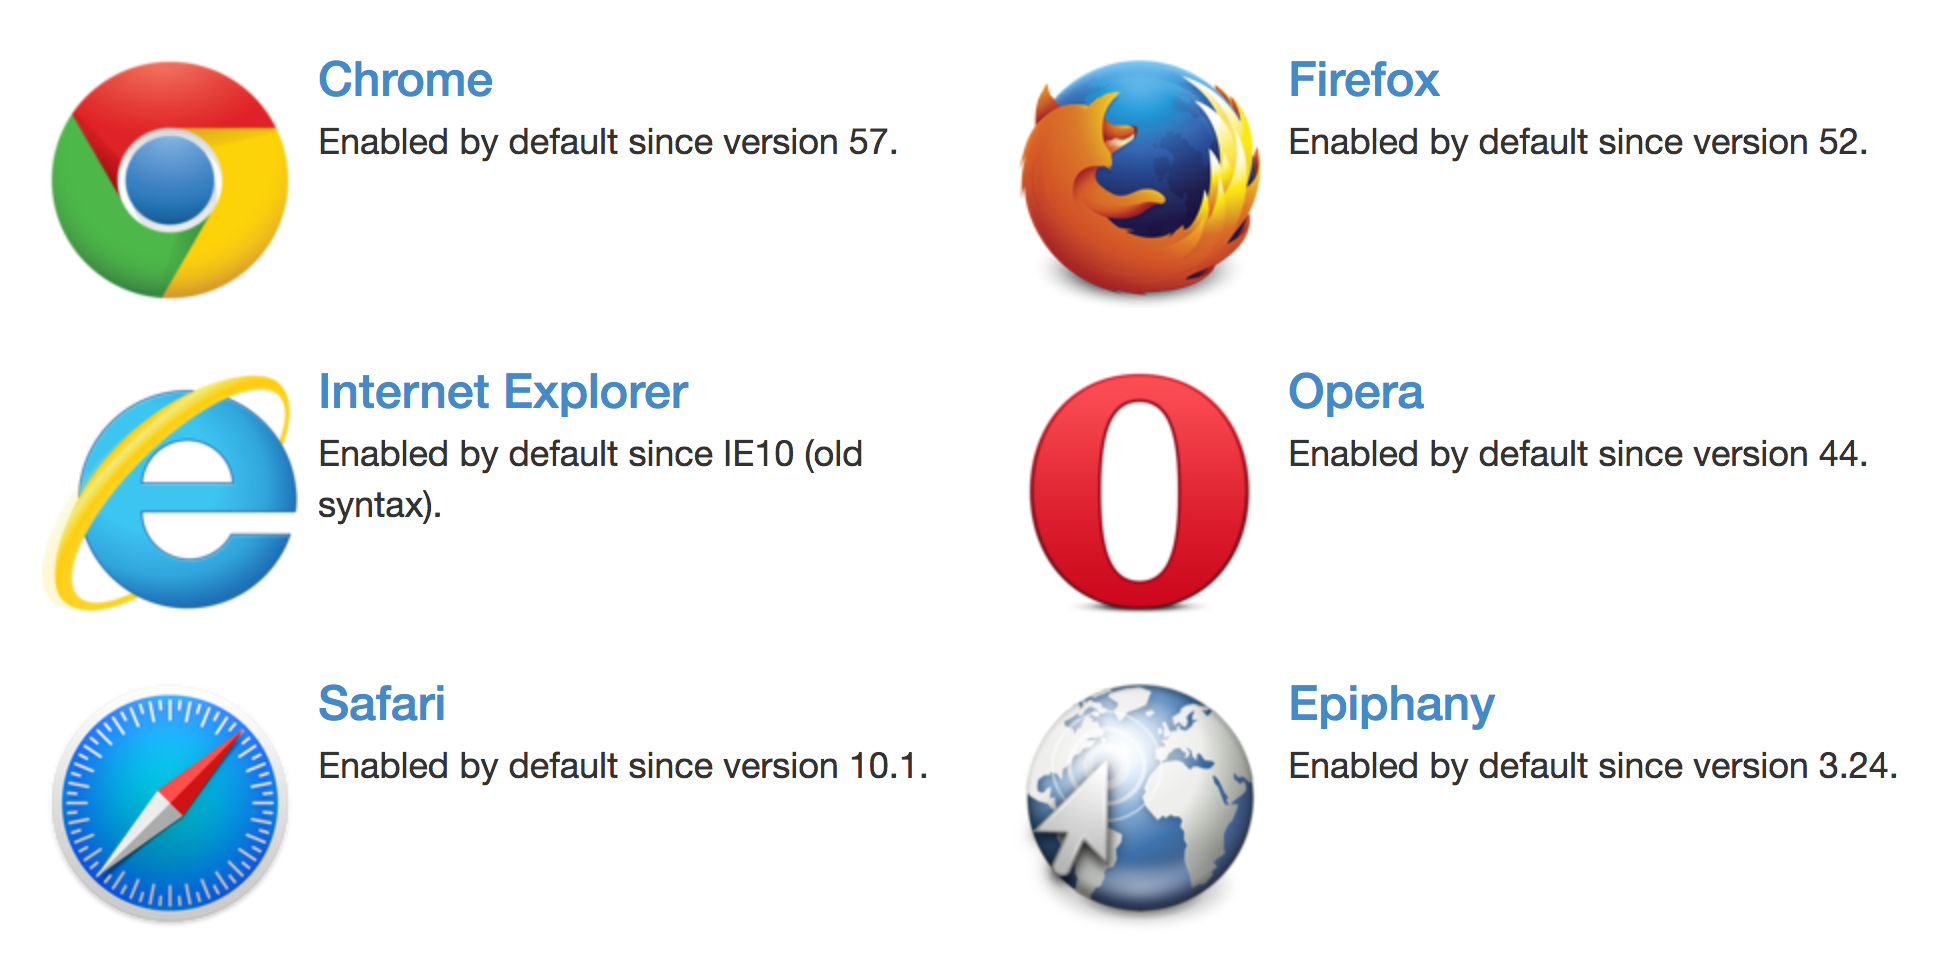 Chrome
Enabled by default since version 57.
Firefox
Enabled by default since version 52.
Internet Explorer
Enabled by default since IE10 (old
syntax).
Opera
Enabled by default since version 44.
Safari
Enabled by default since version 10.1.
Epiphany
Enabled by default since version 3.24.